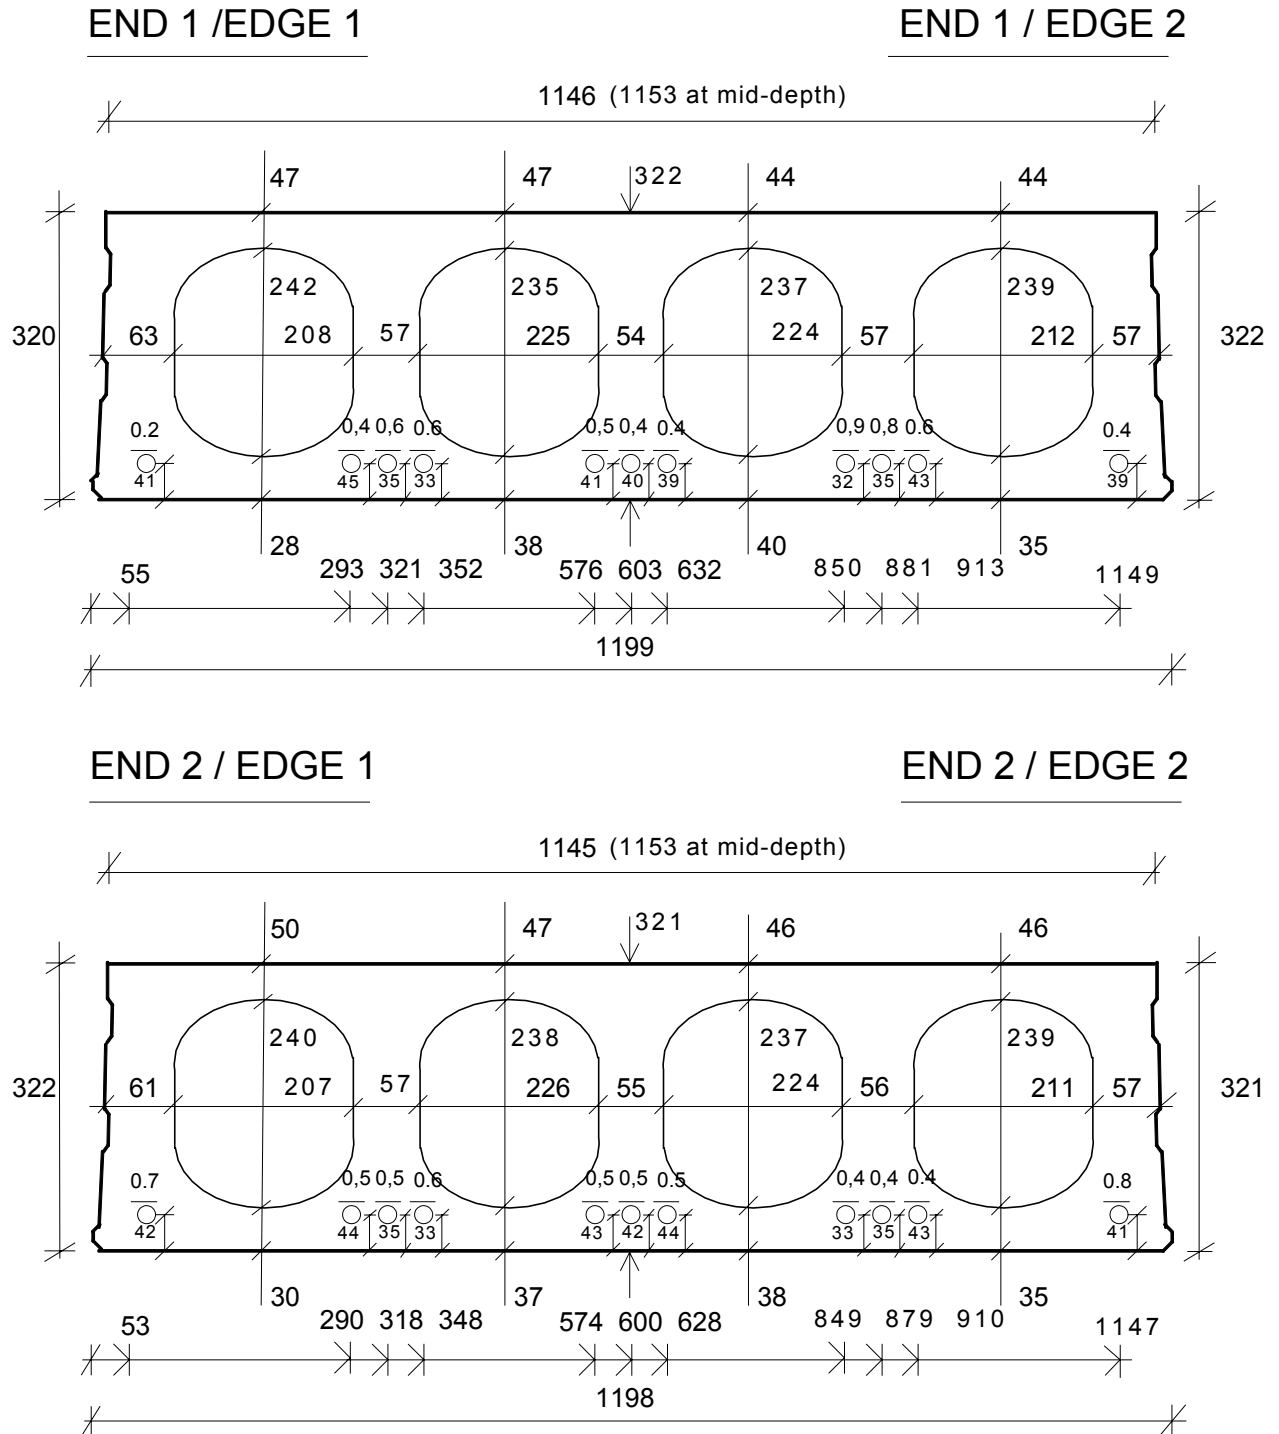 END 1 /EDGE 1 END 1 / EDGE 2
1146 (1153 at mid-depth)
47 47 322 44 44
242 235 237 239
320 63 208 57 225 54 224 57 212 57 322
0.2 0,4 0,6 0.6 0,5 0,4 0.4 0,9 0,8 0.6 0.4
41 45 35 33 41 40 39 32 35 43 39
28 38 40 35
55 293 321 352 576 603 632 850 881 913 1149
1199
END 2 / EDGE 1 END 2 / EDGE 2
1145 (1153 at mid-depth)
50 47 321 46 46
240 238 237 239
322 61 207 57 226 55 224 56 211 57 321
0.7 0,5 0,5 0.6 0,5 0,5 0.5 0,4 0,4 0.4 0.8
42 44 35 33 43 42 44 33 35 43 41
30 37 38 35
53 290 318 348 574 600 628 849 879 910 1147
1198